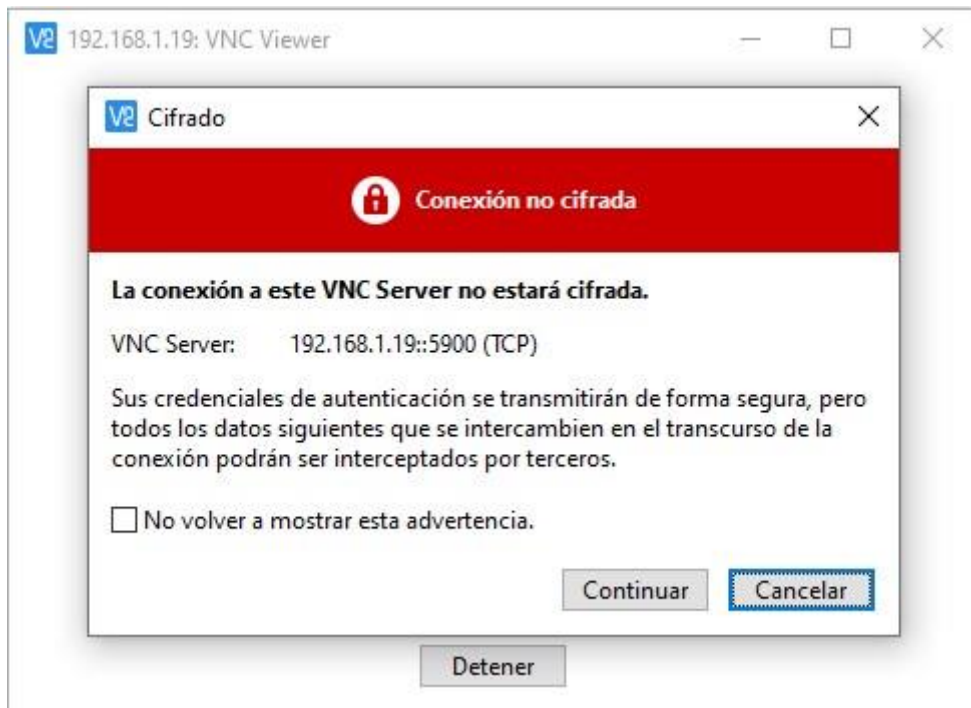 V2 192.168.1.19: VNC Viewer
V2 Cifrado
Conexión no cifrada
La conexión a este VNC Server no estará cifrada.
VNC Server: 192.168.1.19::5900 (TCP)
Sus credenciales de autenticación se transmitirán de forma segura, pero
todos los datos siguientes que se intercambien en el transcurso de la
conexión podrán ser interceptados por terceros.
No volver a mostrar esta advertencia.
Continuar Cancelar
Detener